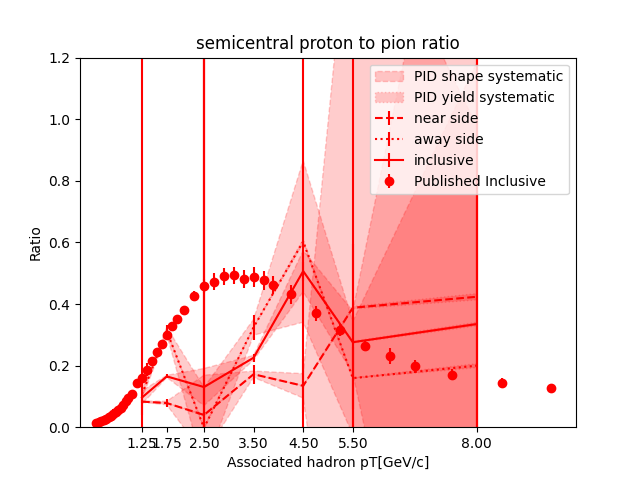 semicentral proton to pion ratio
PID shape systematic
PID yield systematic
near side
away side
inclusive
Published Inclusive
Ratio
1.2
1.0
0.8
0.6
0.4
0.2
0.0
1.25 1.75 2.50 3.50 4.50 5.50 8.00
Associated hadron pT[GeV/c]